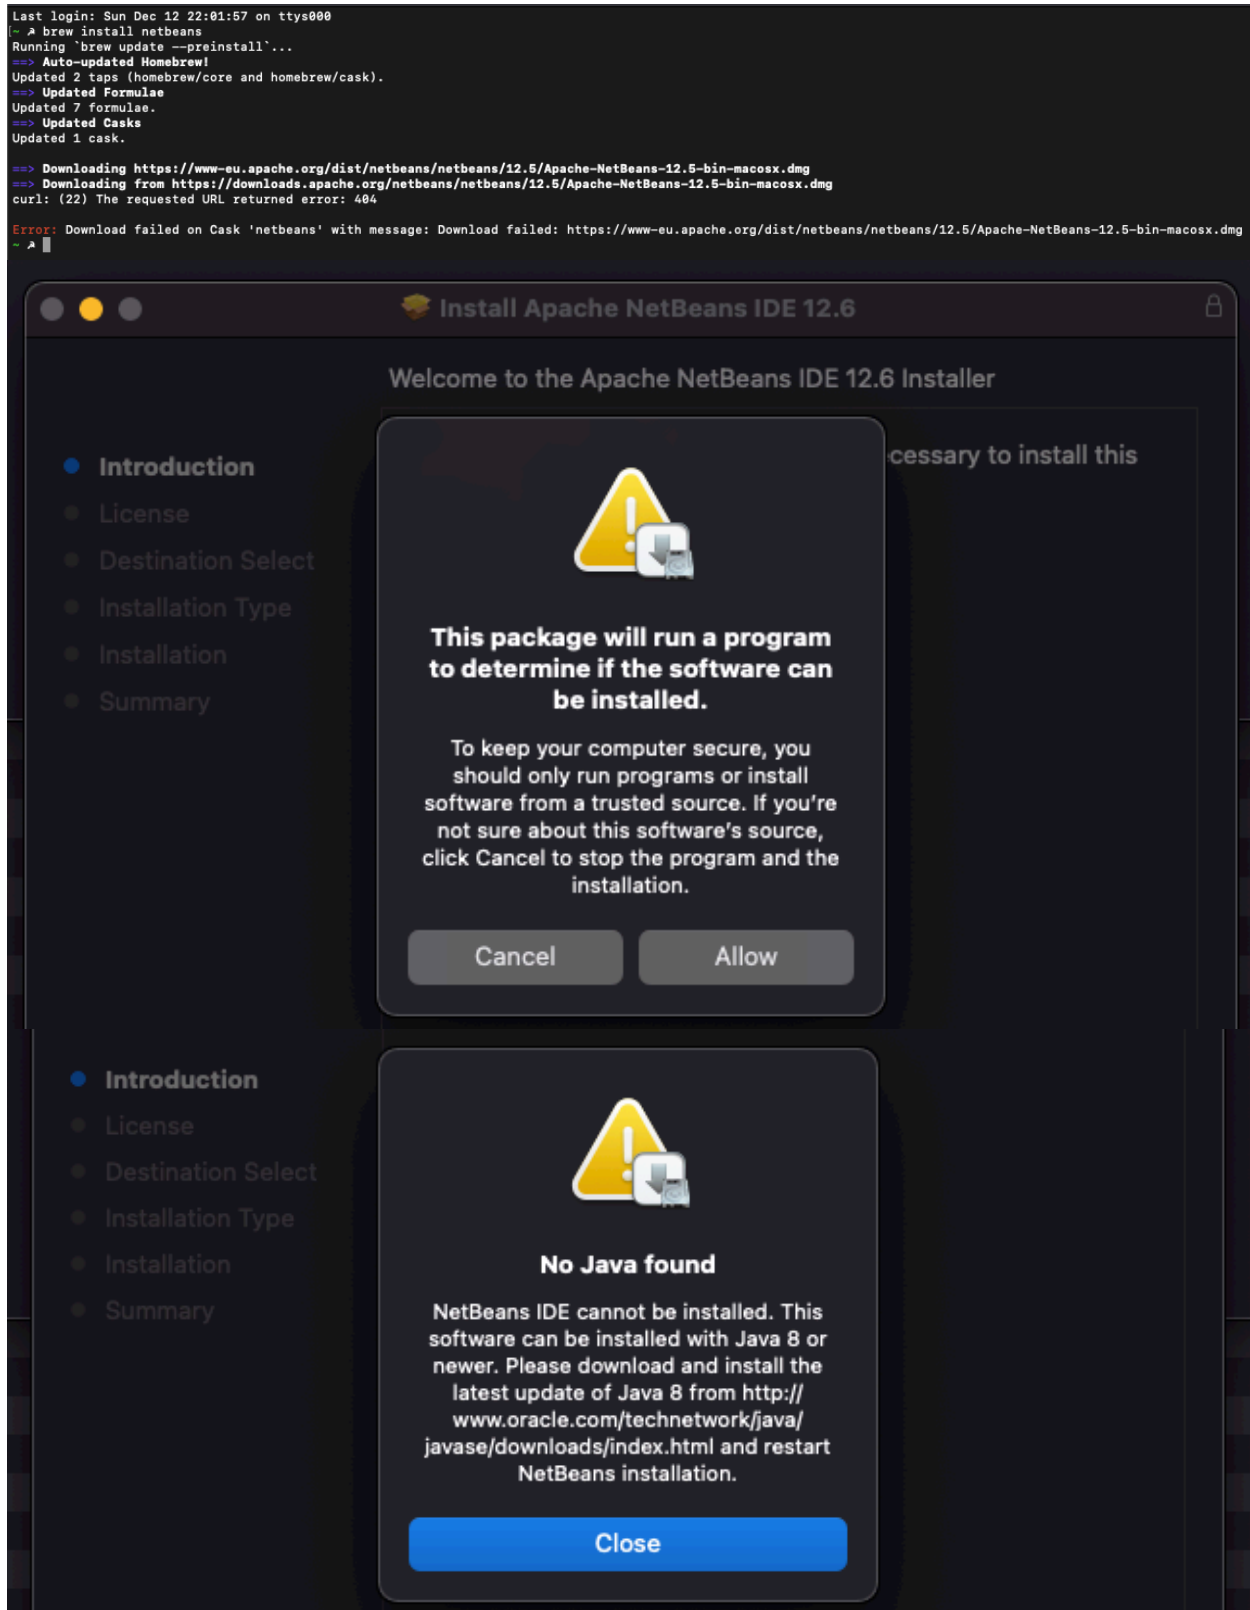 Last login: Sun Dec 12 22:01:57 on ttys000
~ brew install netbeans
Running `brew update --preinstall`...
==> Auto-updated Homebrew!
Updated 2 taps (homebrew/core and homebrew/cask).
==> Updated Formulae
Updated 7 formulae.
==> Updated Casks
Updated 1 cask.
==> Downloading https://www-eu.apache.org/dist/netbeans/netbeans/12.5/Apache-NetBeans-12.5-bin-macosx.dmg
==> Downloading from https://downloads.apache.org/netbeans/netbeans/12.5/Apache-NetBeans-12.5-bin-macosx.dmg
curl: (22) The requested URL returned error: 404
Error: Download failed on Cask 'netbeans' with message: Download failed: https://www-eu.apache.org/dist/netbeans/netbeans/12.5/Apache-NetBeans-12.5-bin-macosx.dmg
~
Install Apache NetBeans IDE 12.6
Welcome to the Apache NetBeans IDE 12.6 Installer
cessary to install this
Introduction
License
Destination Select
Installation Type
Installation
Summary
This package will run a program
to determine if the software can
be installed.
To keep your computer secure, you
should only run programs or install
software from a trusted source. If you're
not sure about this software's source,
click Cancel to stop the program and the
installation.
Cancel
Allow
Introduction
License
Destination Select
Installation Type
Installation
Summary
No Java found
NetBeans IDE cannot be installed. This
software can be installed with Java 8 or
newer. Please download and install the
latest update of Java 8 from http://
www.oracle.com/technetwork/java/
javase/downloads/index.html and restart
NetBeans installation.
Close